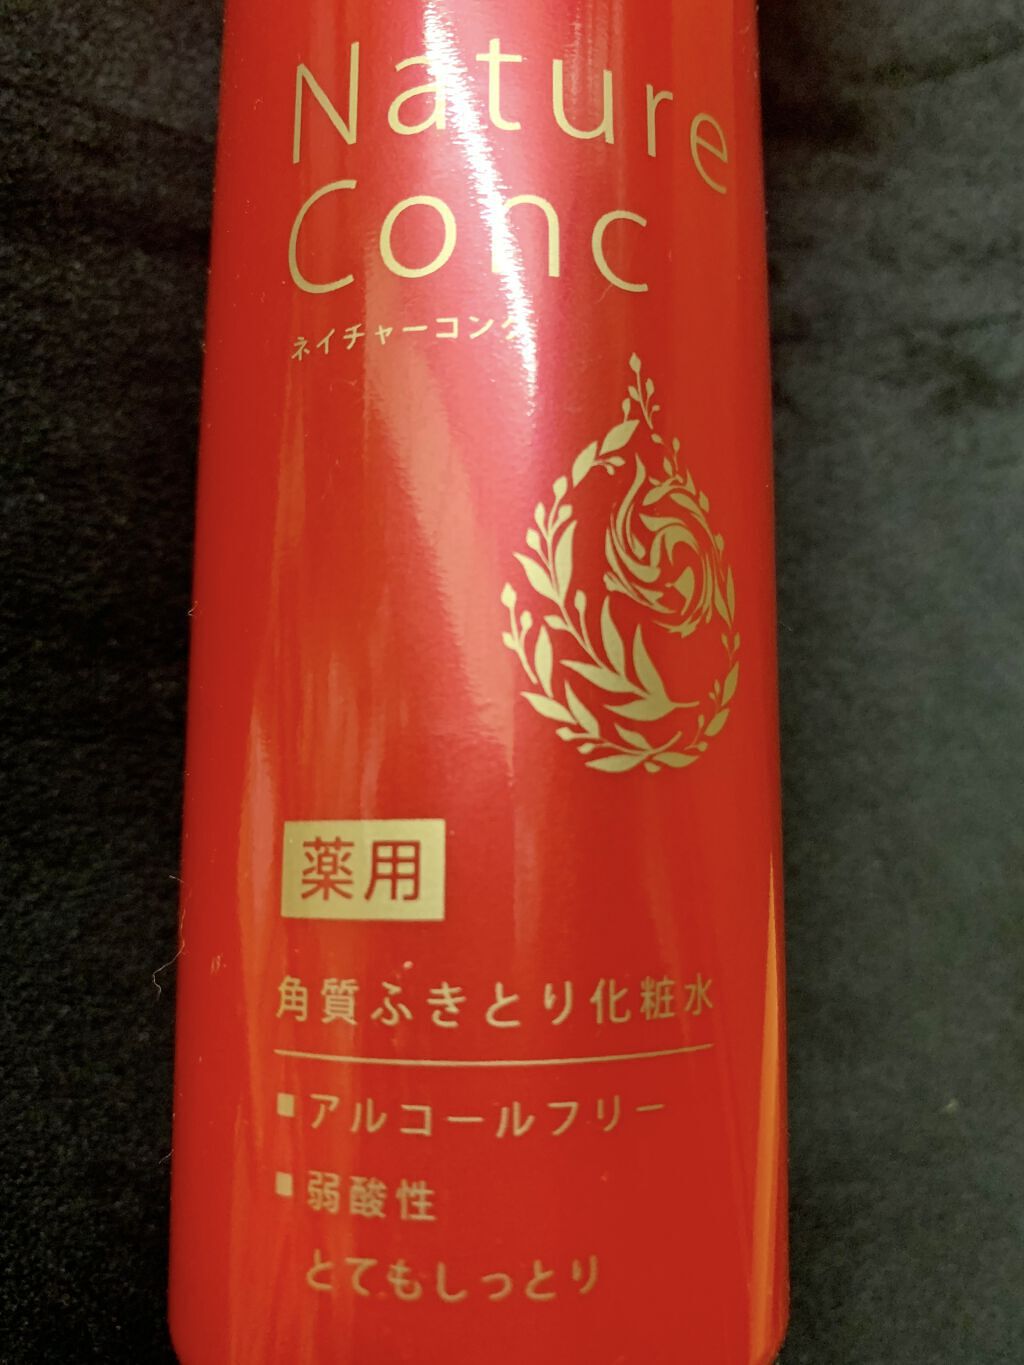 Nature
Conc
ネイチャーコンク
薬用
角質ふきとり化粧水
■アルコールフリー
■弱酸性
とてもしっとり